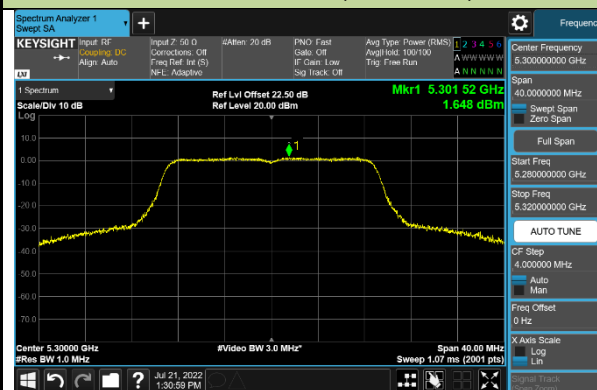 Spectrum Analyzer 1
Swept SA
Frequenc
KEYSIGHT
Input: RF
Coupling: DC
Align: Auto
Input Z: 50 Ω
Corrections: Off
Freq Ref: Int (S)
NFE: Adaptive
#Atten: 20 dB
PNO: Fast
Gate: Off
IF Gain: Low
Sig Track: Off
Avg Type: Power (RMS)
Avg|Hold: 100/100
Trig: Free Run
1 2 3 4 5 6
A W W W W W
A N N N N N
LXI
1 Spectrum
Scale/Div 10 dB
Log
Ref Lvl Offset 22.50 dB
Ref Level 20.00 dBm
Mkr1 5.301 52 GHz
1.648 dBm
1
10.0
0.00
-10.0
-20.0
-30.0
-40.0
-50.0
-60.0
-70.0
Center 5.30000 GHz
#Res BW 1.0 MHz
#Video BW 3.0 MHz*
Span 40.00 MHz
Sweep 1.07 ms (2001 pts)
Center Frequency
5.300000000 GHz
Span
40.0000000 MHz
Swept Span
Zero Span
Full Span
Start Freq
5.280000000 GHz
Stop Freq
5.320000000 GHz
AUTO TUNE
CF Step
4.000000 MHz
Auto
Man
Freq Offset
0 Hz
X Axis Scale
Log
Lin
Signal Track
(Span Zoom)
?
Jul 21, 2022
1:30:59 PM